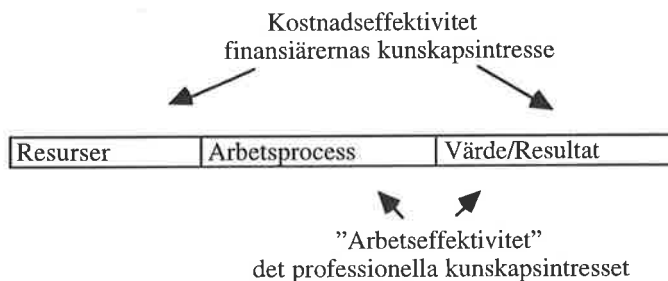 Kostnadseffektivitet
finansiärernas kunskapsintresse
Resurser Arbetsprocess Värde/Resultat
”Arbetseffektivitet”
det professionella kunskapsintresset